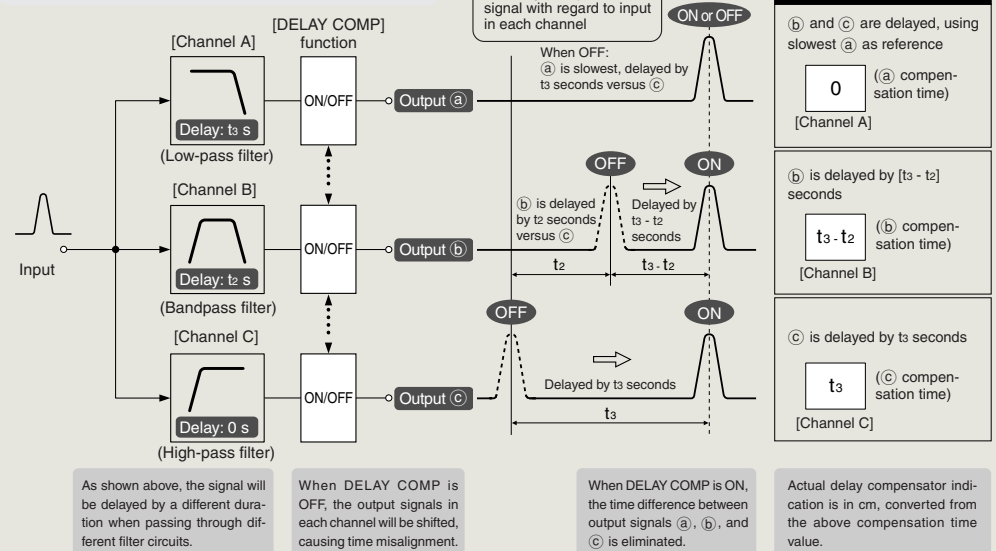 signal with regard to input
in each channel
ON or OFF
[DELAY COMP]
function
[Channel A]
Delay: t3 s
(Low-pass filter)
ON/OFF
Output ⓐ
When OFF:
ⓐ is slowest, delayed by
t3 seconds versus ⓒ
ⓑ and ⓒ are delayed, using
slowest ⓐ as reference
0
(ⓐ compen-
sation time)
[Channel A]
Input
[Channel B]
Delay: t2 s
(Bandpass filter)
ON/OFF
Output ⓑ
OFF
ON
ⓑ is delayed
by t2 seconds
versus ⓒ
Delayed by
t3 - t2
seconds
t2
t3 - t2
ⓑ is delayed by [t3 - t2]
seconds
t3 - t2
(ⓑ compen-
sation time)
[Channel B]
[Channel C]
Delay: 0 s
(High-pass filter)
ON/OFF
Output ⓒ
OFF
ON
Delayed by t3 seconds
t3
ⓒ is delayed by t3 seconds
t3
(ⓒ compen-
sation time)
[Channel C]
As shown above, the signal will
be delayed by a different dura-
tion when passing through dif-
ferent filter circuits.
When DELAY COMP is
OFF, the output signals in
each channel will be shifted,
causing time misalignment.
When DELAY COMP is ON,
the time difference between
output signals ⓐ, ⓑ, and
ⓒ is eliminated.
Actual delay compensator indi-
cation is in cm, converted from
the above compensation time
value.